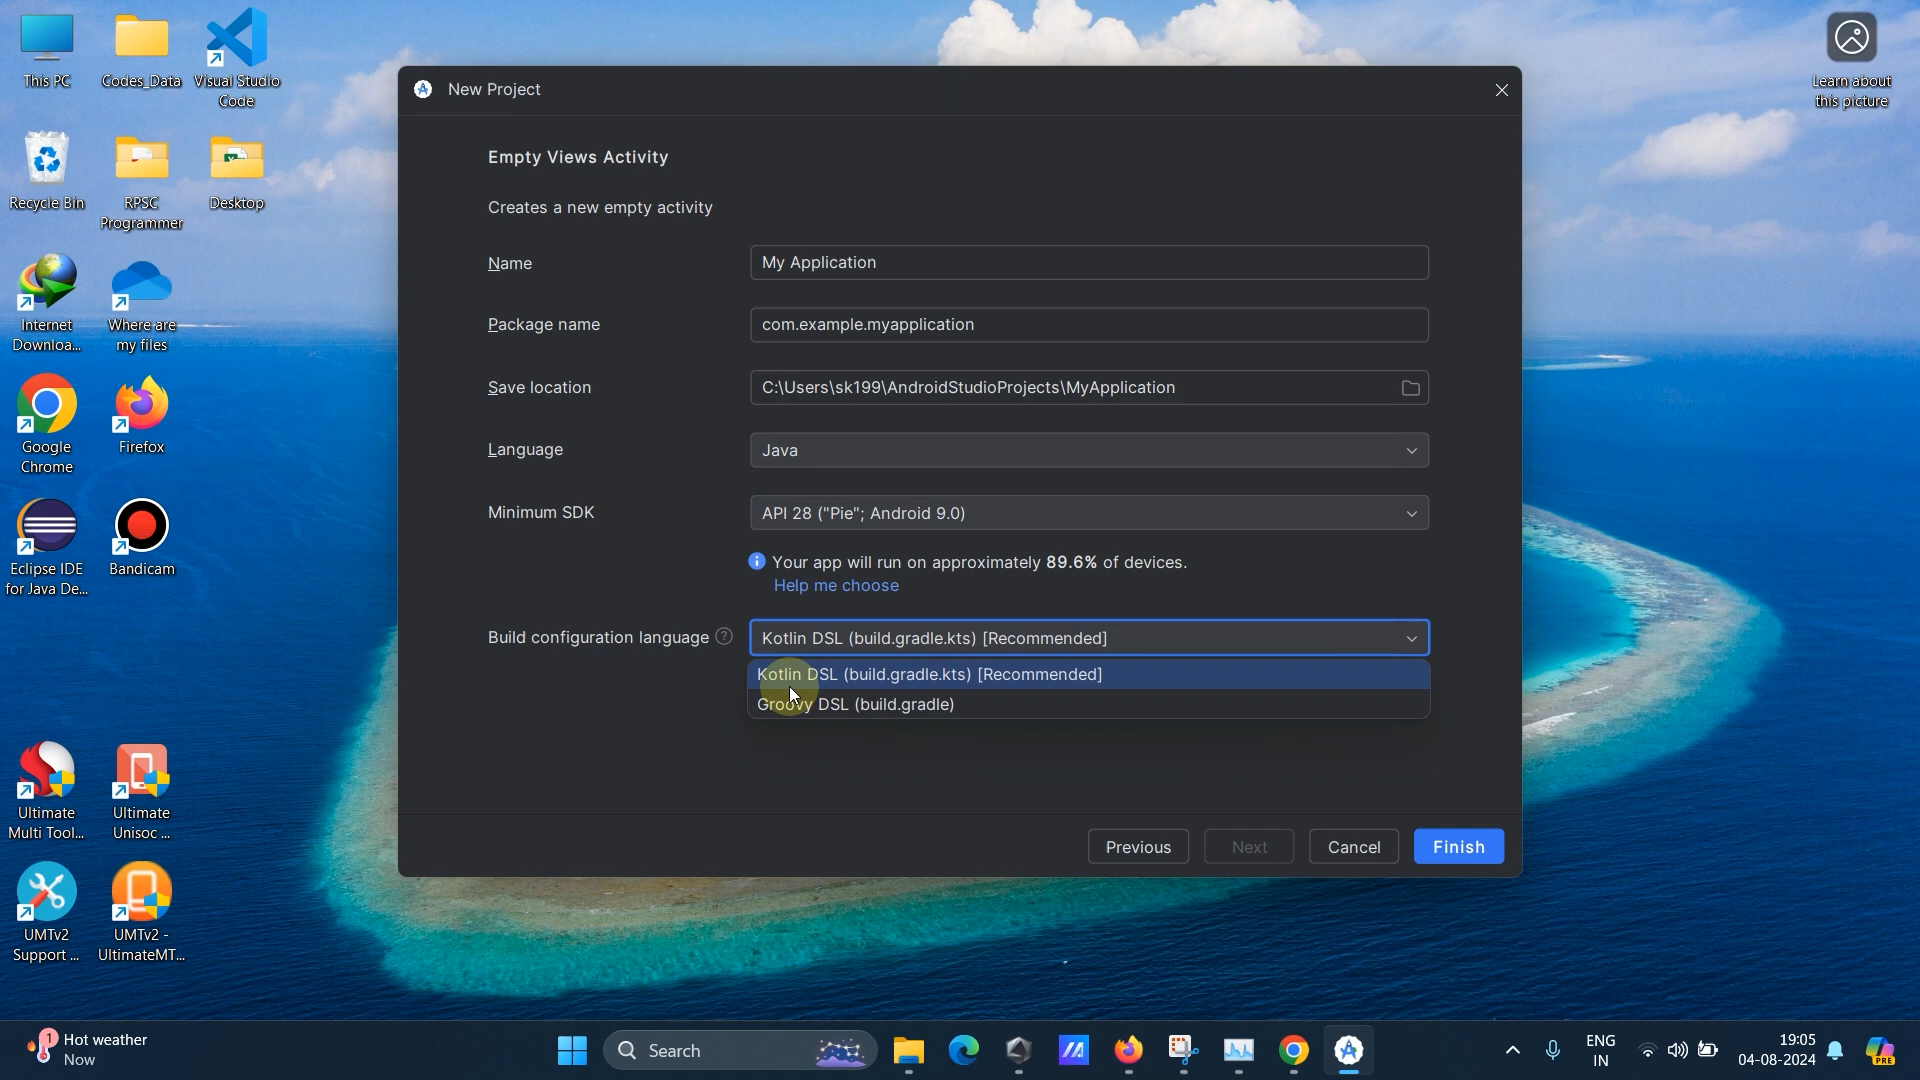 This PC
Codes_Data
Visual Studio
Code
Recycle Bin
RPSC
Programmer
Desktop
Internet
Downloa...
Where are
my files
Google
Chrome
Firefox
Eclipse IDE
for Java De...
Bandicam
Ultimate
Multi Tool...
Ultimate
Unisoc ...
UMTv2
Support ...
UMTv2 -
UltimateMT...
Learn about
this picture
New Project
Empty Views Activity
Creates a new empty activity
Name
My Application
Package name
com.example.myapplication
Save location
C:\Users\sk199\AndroidStudioProjects\MyApplication
Language
Java
Minimum SDK
API 28 ("Pie"; Android 9.0)
Your app will run on approximately 89.6% of devices.
Help me choose
Build configuration language
Kotlin DSL (build.gradle.kts) [Recommended]
Kotlin DSL (build.gradle.kts) [Recommended]
Groovy DSL (build.gradle)
Previous
Next
Cancel
Finish
1
Hot weather
Now
Search
ENG
IN
19:05
04-08-2024
PRE